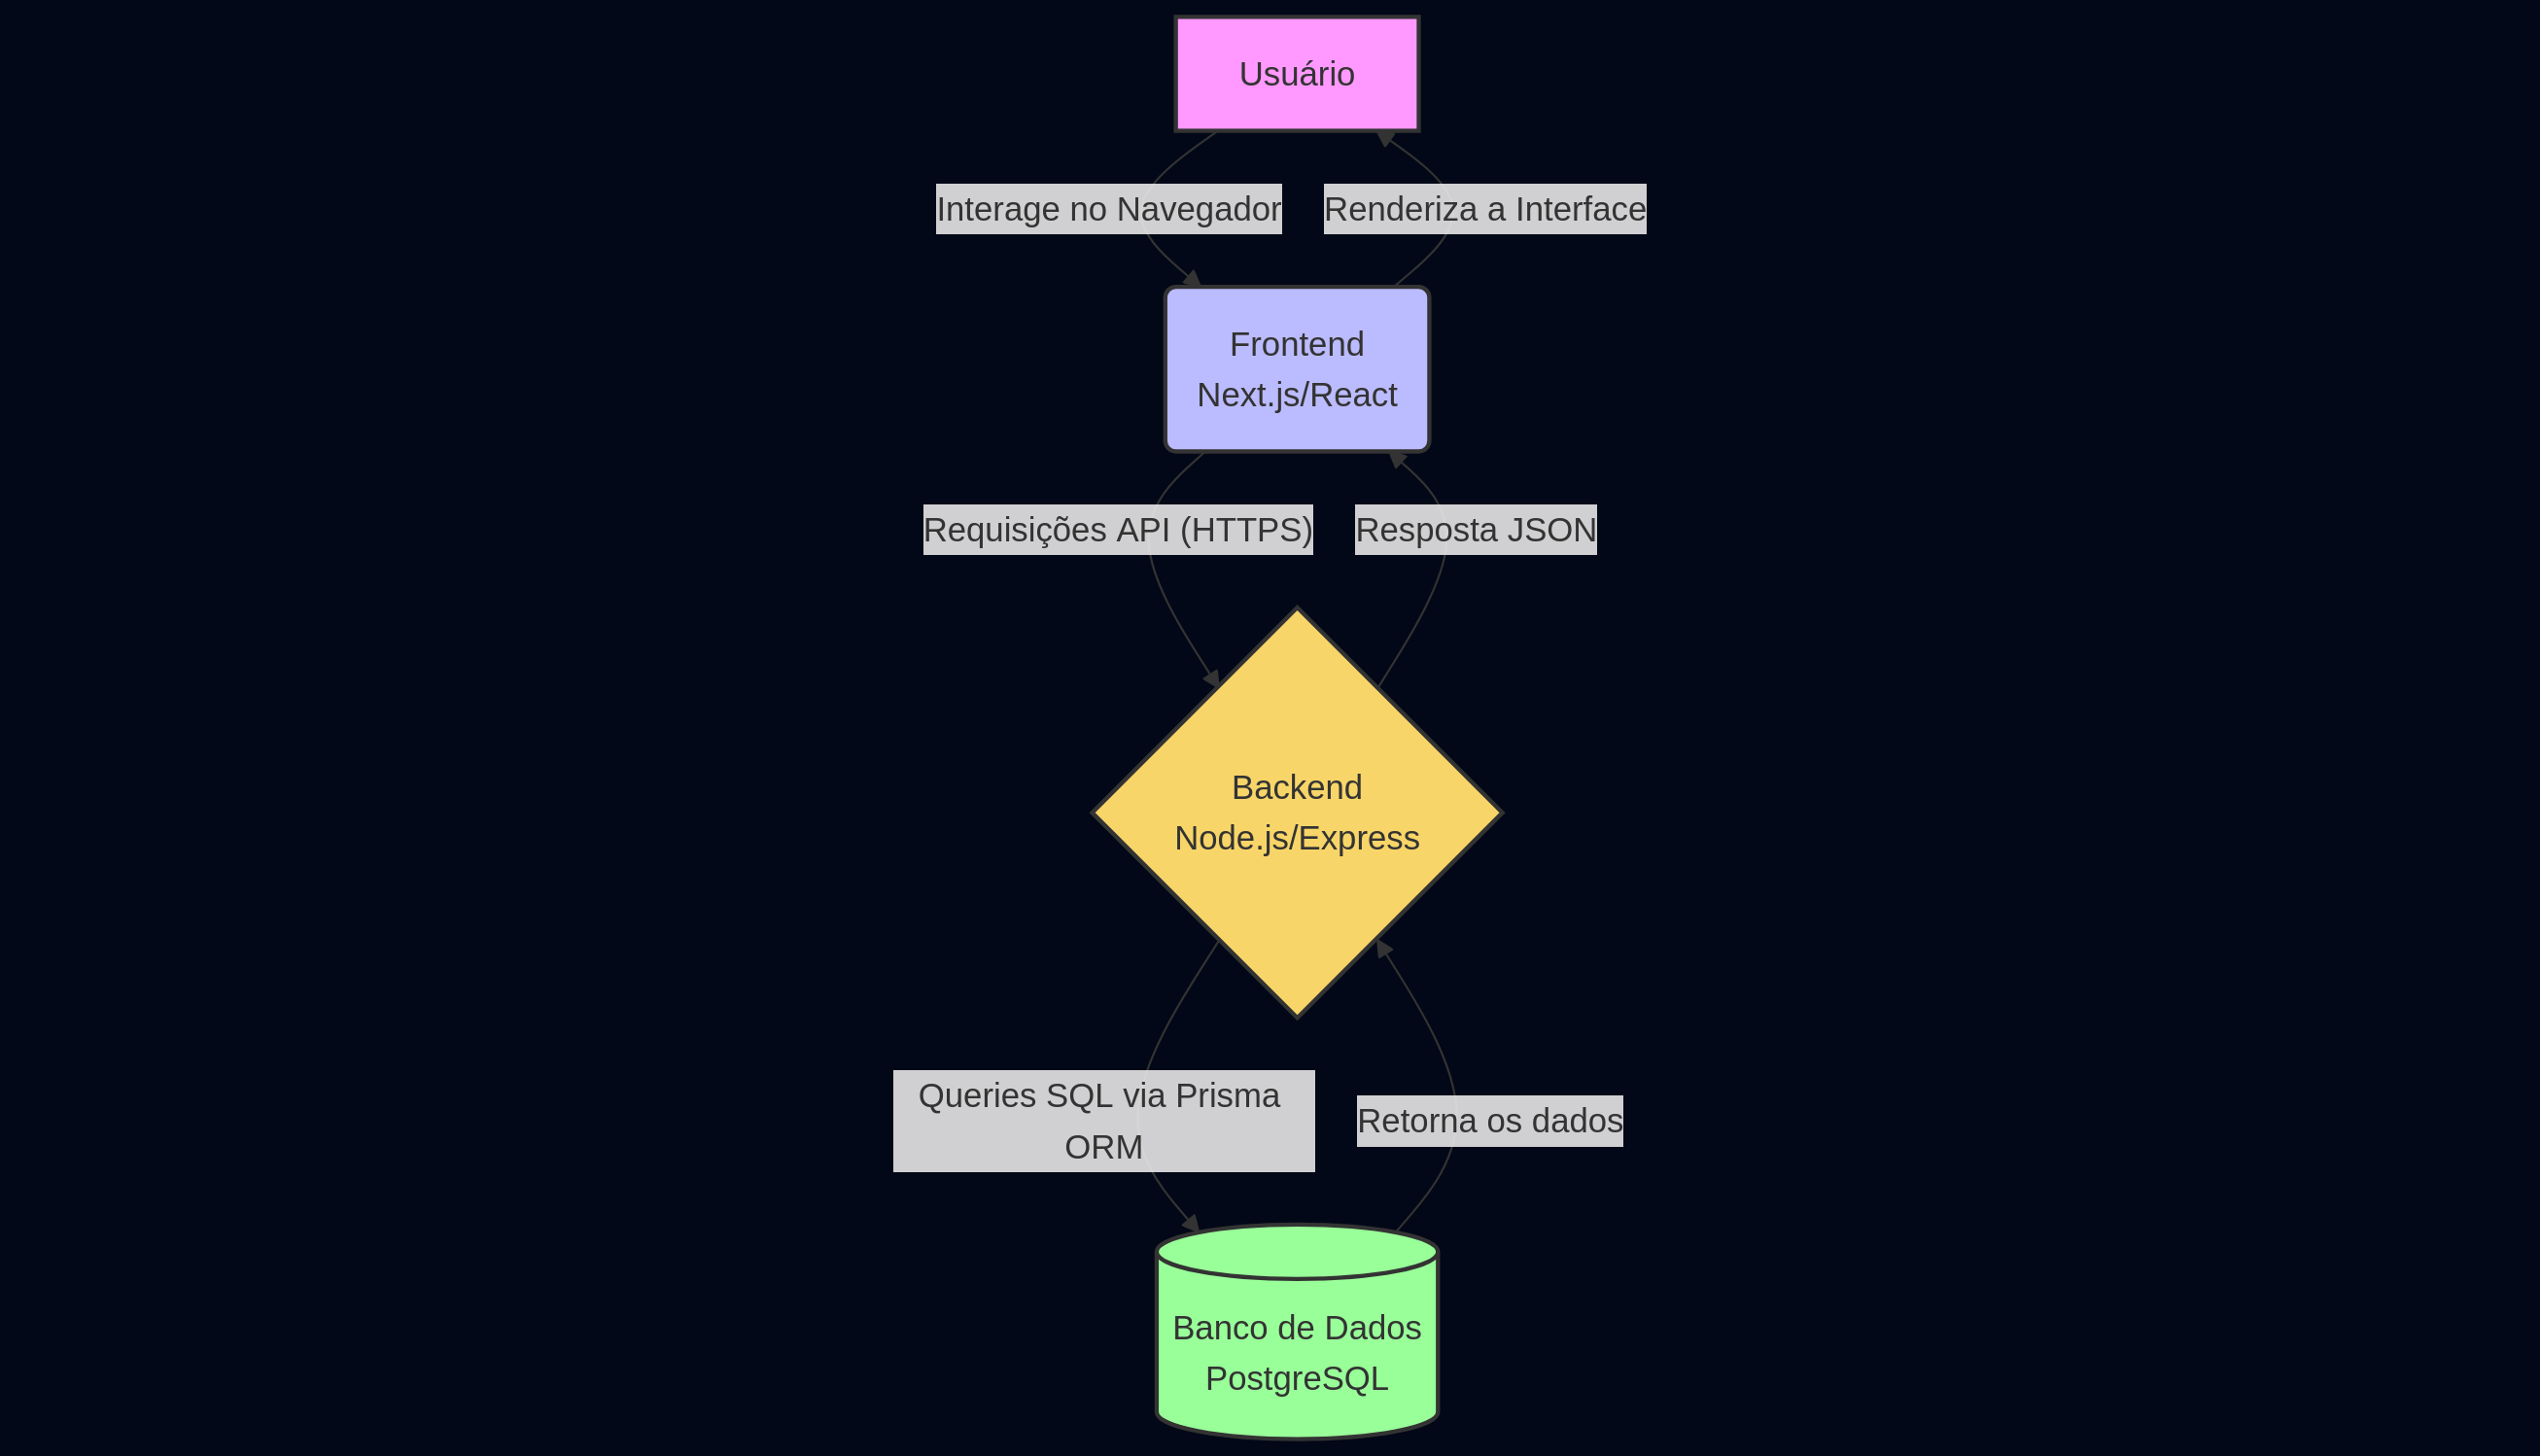 Usuário
Interage no Navegador
Renderiza a Interface
Frontend
Next.js/React
Requisições API (HTTPS)
Resposta JSON
Backend
Node.js/Express
Queries SQL via Prisma
ORM
Retorna os dados
Banco de Dados
PostgreSQL